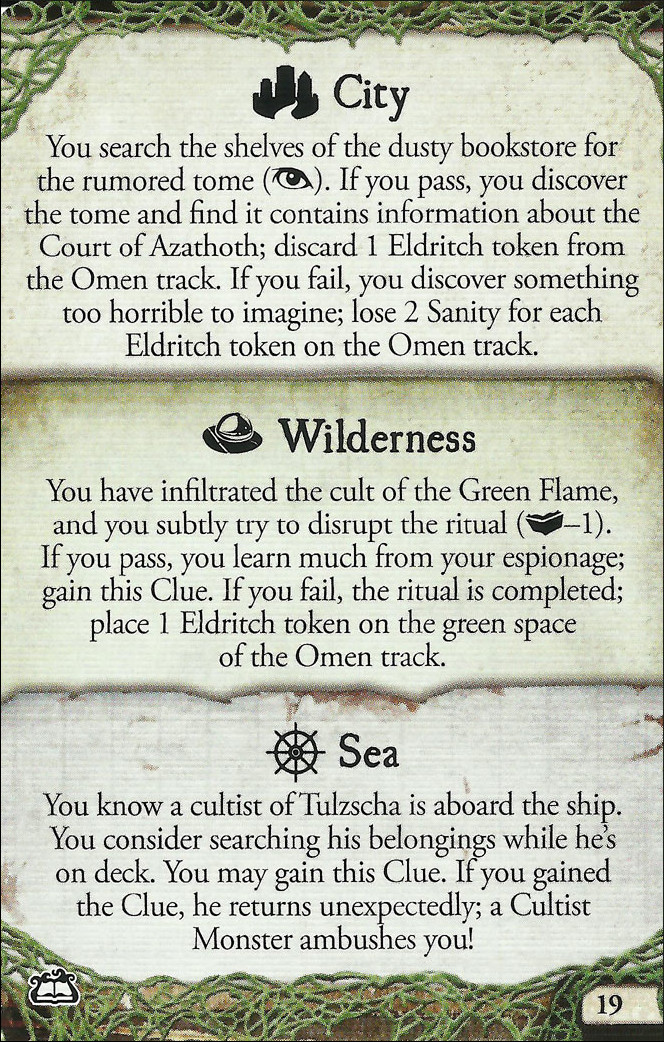 City
You search the shelves of the dusty bookstore for
the rumored tome (). If you pass, you discover
the tome and find it contains information about the
Court of Azathoth; discard 1 Eldritch token from
the Omen track. If you fail, you discover something
too horrible to imagine; lose 2 Sanity for each
Eldritch token on the Omen track.
Wilderness
You have infiltrated the cult of the Green Flame,
and you subtly try to disrupt the ritual (–1).
If you pass, you learn much from your espionage;
gain this Clue. If you fail, the ritual is completed;
place 1 Eldritch token on the green space
of the Omen track.
Sea
You know a cultist of Tulzscha is aboard the ship.
You consider searching his belongings while he's
on deck. You may gain this Clue. If you gained
the Clue, he returns unexpectedly; a Cultist
Monster ambushes you!
19